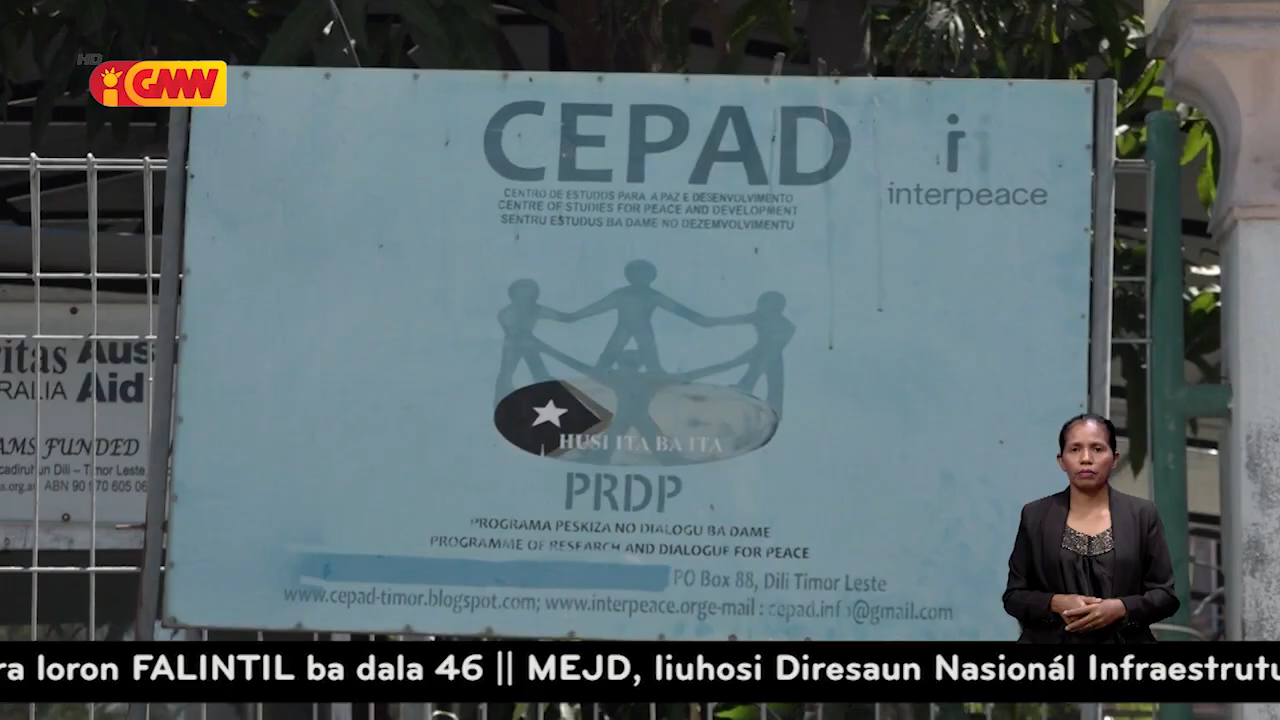 HD
GMN
CEPAD
CENTRO DE ESTUDOS PARA A PAZ E DESENVOLVIMENTO
CENTRE OF STUDIES FOR PEACE AND DEVELOPMENT
SENTRU ESTUDUS BA DAME NO DEZEMVOLVIMENTU
interpeace
HUSI ITA BA ITA
PRDP
PROGRAMA PESKIZA NO DIALOGU BA DAME
PROGRAMME OF RESEARCH AND DIALOGUE FOR PEACE
PO Box 88, Dili Timor Leste
www.cepad-timor.blogspot.com; www.interpeace.orge-mail : cepad.info@gmail.com
ritas Aus
RALIA Aid
AMS FUNDED
Dili – Timor Leste
ABN 90 970 605 06
ra loron FALINTIL ba dala 46 || MEJD, liuhosi Diresaun Nasionál Infraestrutu